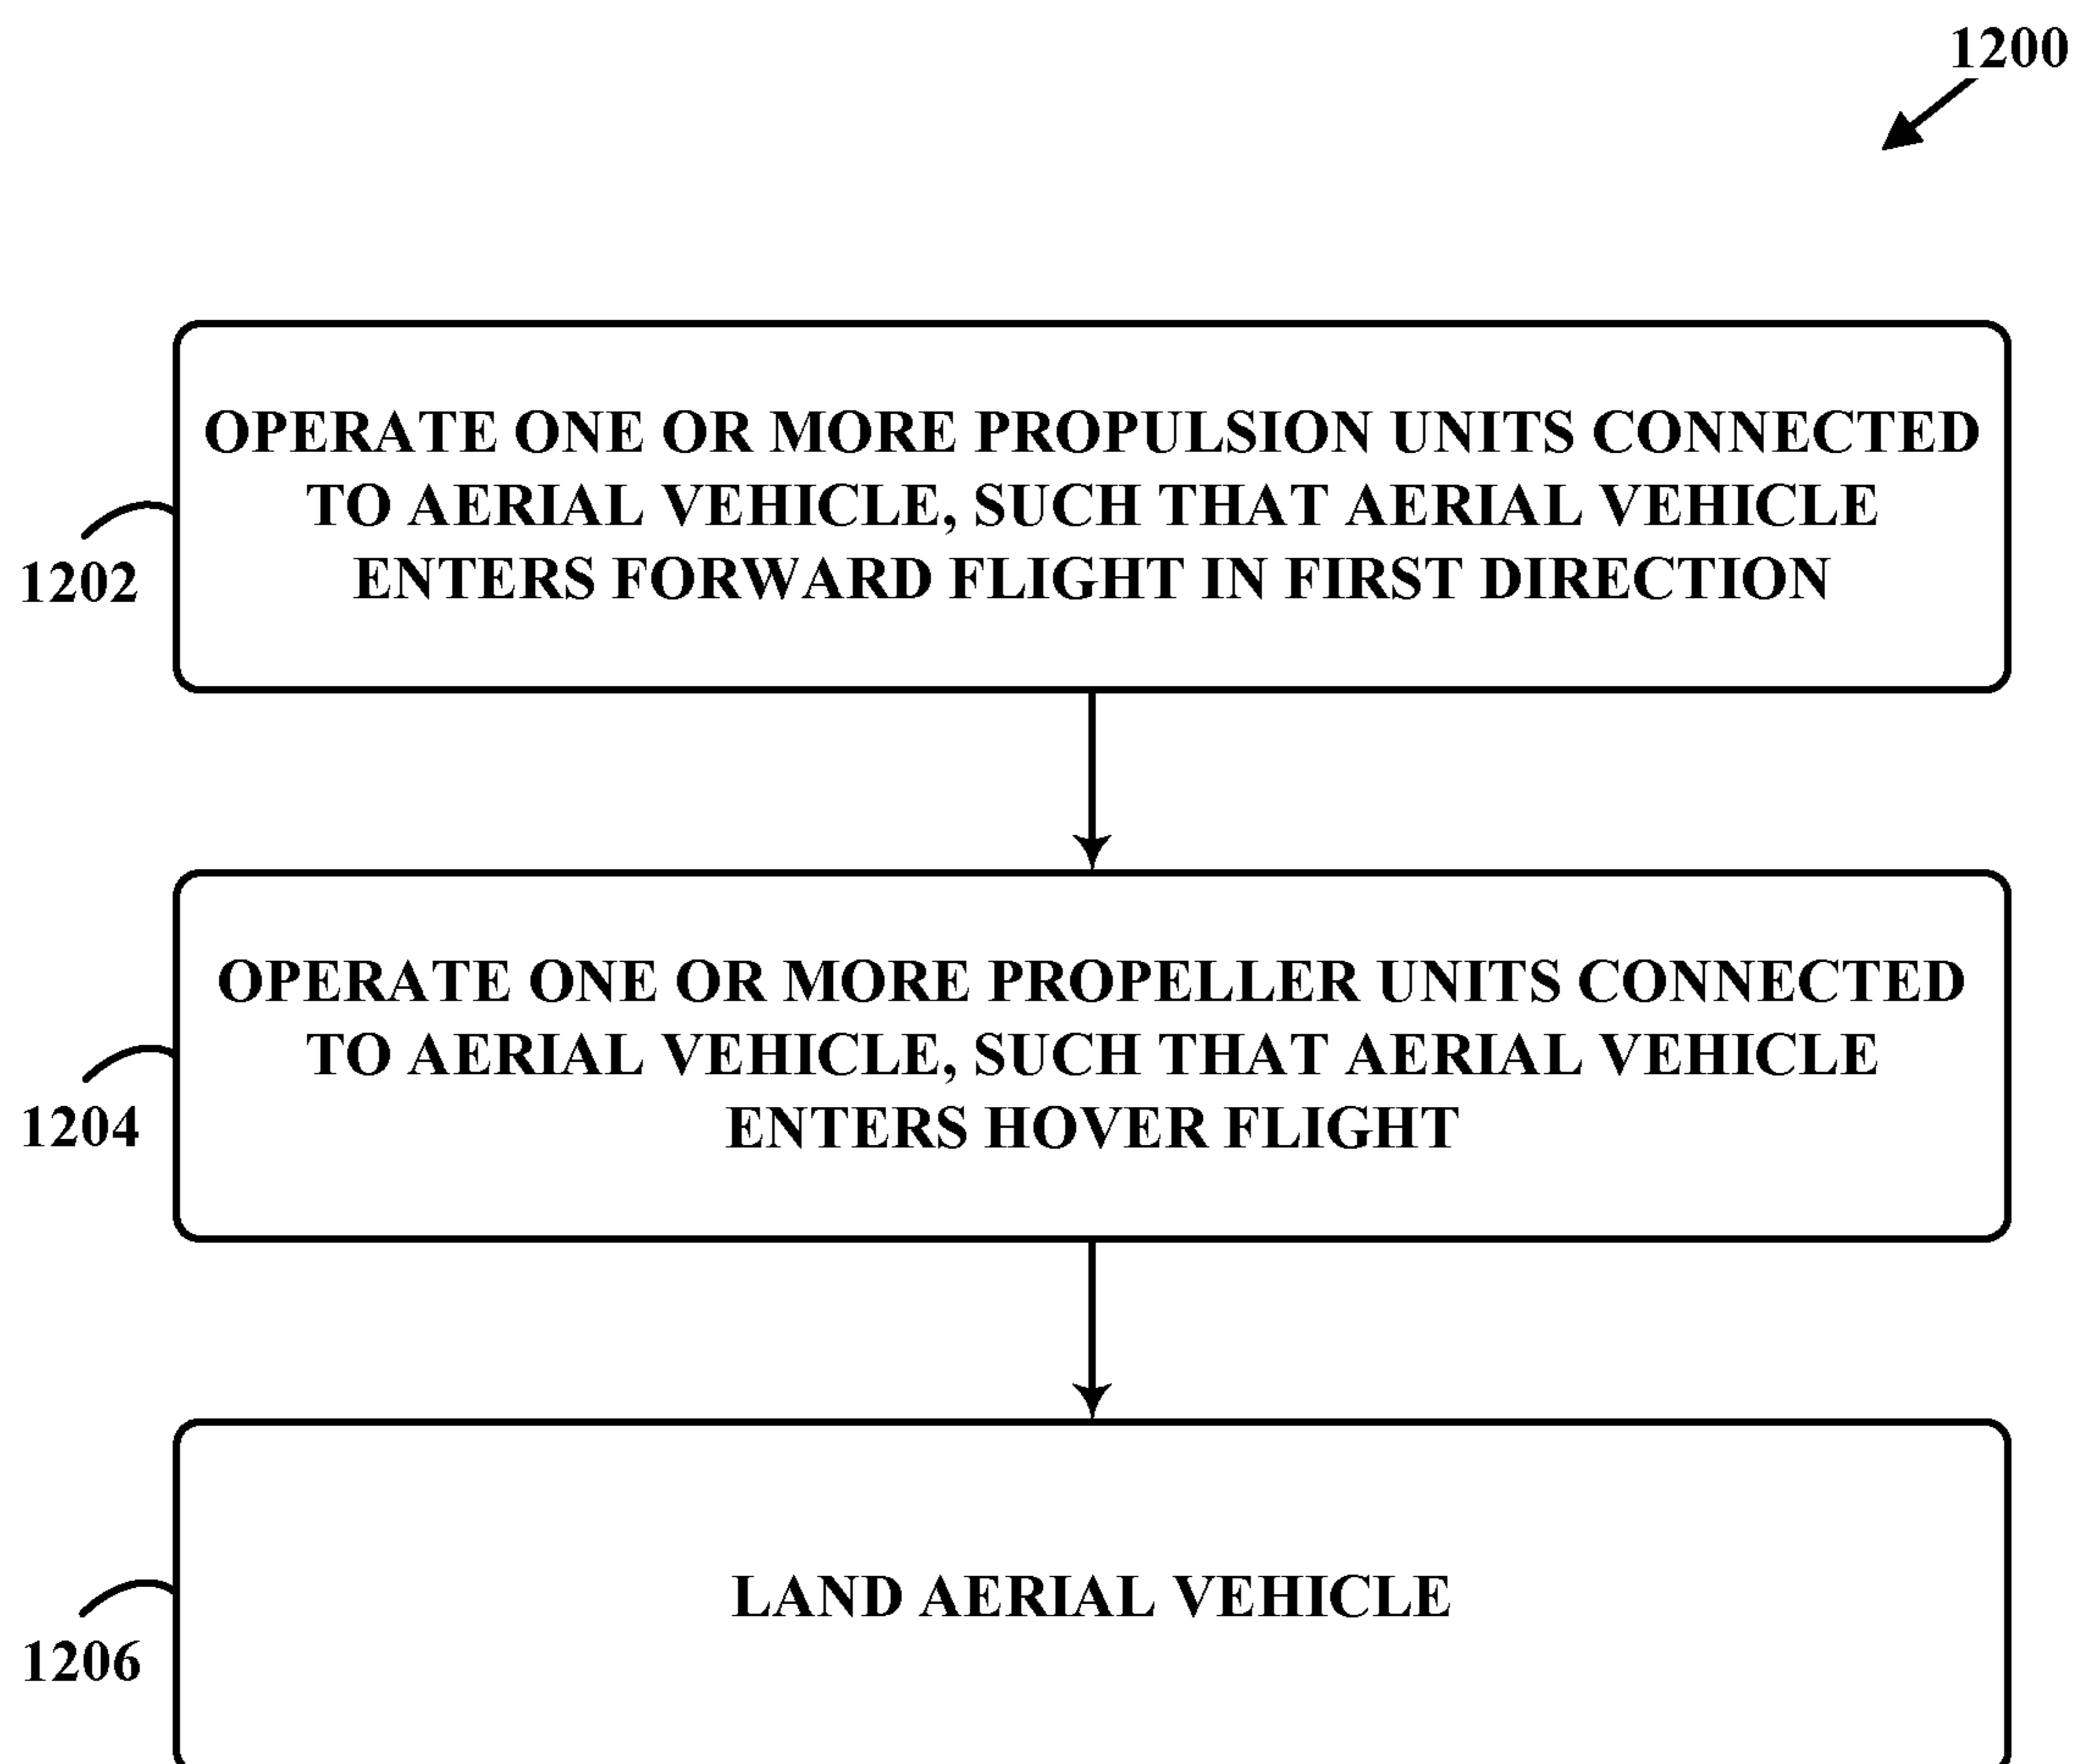 1200
OPERATE ONE OR MORE PROPULSION UNITS CONNECTED
TO AERIAL VEHICLE, SUCH THAT AERIAL VEHICLE
ENTERS FORWARD FLIGHT IN FIRST DIRECTION
1202
OPERATE ONE OR MORE PROPELLER UNITS CONNECTED
TO AERIAL VEHICLE, SUCH THAT AERIAL VEHICLE
ENTERS HOVER FLIGHT
1204
LAND AERIAL VEHICLE
1206